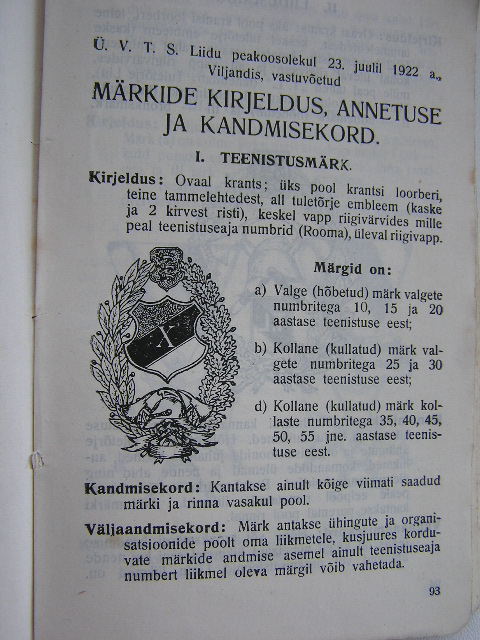 Ü. V. T. S. Liidu peakoosolekul 23. juulil 1922 a.,
Viljandis, vastuvõetud
MÄRKIDE KIRJELDUS, ANNETUSE
JA KANDMISEKORD.
I. TEENISTUSMÄRK.
Kirjeldus: Ovaal krants; üks pool krantsi loorberi,
teine tammelehtedest, all tuletõrje embleem (kaske
ja 2 kirvest risti), keskel vapp riigivärvides mille
peal teenistuseaja numbrid (Rooma), üleval riigivapp.
X
Märgid on:
a) Valge (hõbetud) märk valgete
numbritega 10, 15 ja 20
aastase teenistuse eest;
b) Kollane (kullatud) märk val-
gete numbritega 25 ja 30
aastase teenistuse eest;
d) Kollane (kullatud) märk kol-
laste numbritega 35, 40, 45,
50, 55 jne. aastase teenis-
tuse eest.
Kandmisekord: Kantakse ainult kõige viimati saadud
märki ja rinna vasakul pool.
Väljaandmisekord: Märk antakse ühingute ja organi-
satsioonide poolt oma liikmetele, kusjuures kordu-
vate märkide andmise asemel ainult teenistuseaja
numbert liikmel oleva märgil võib vahetada.
93